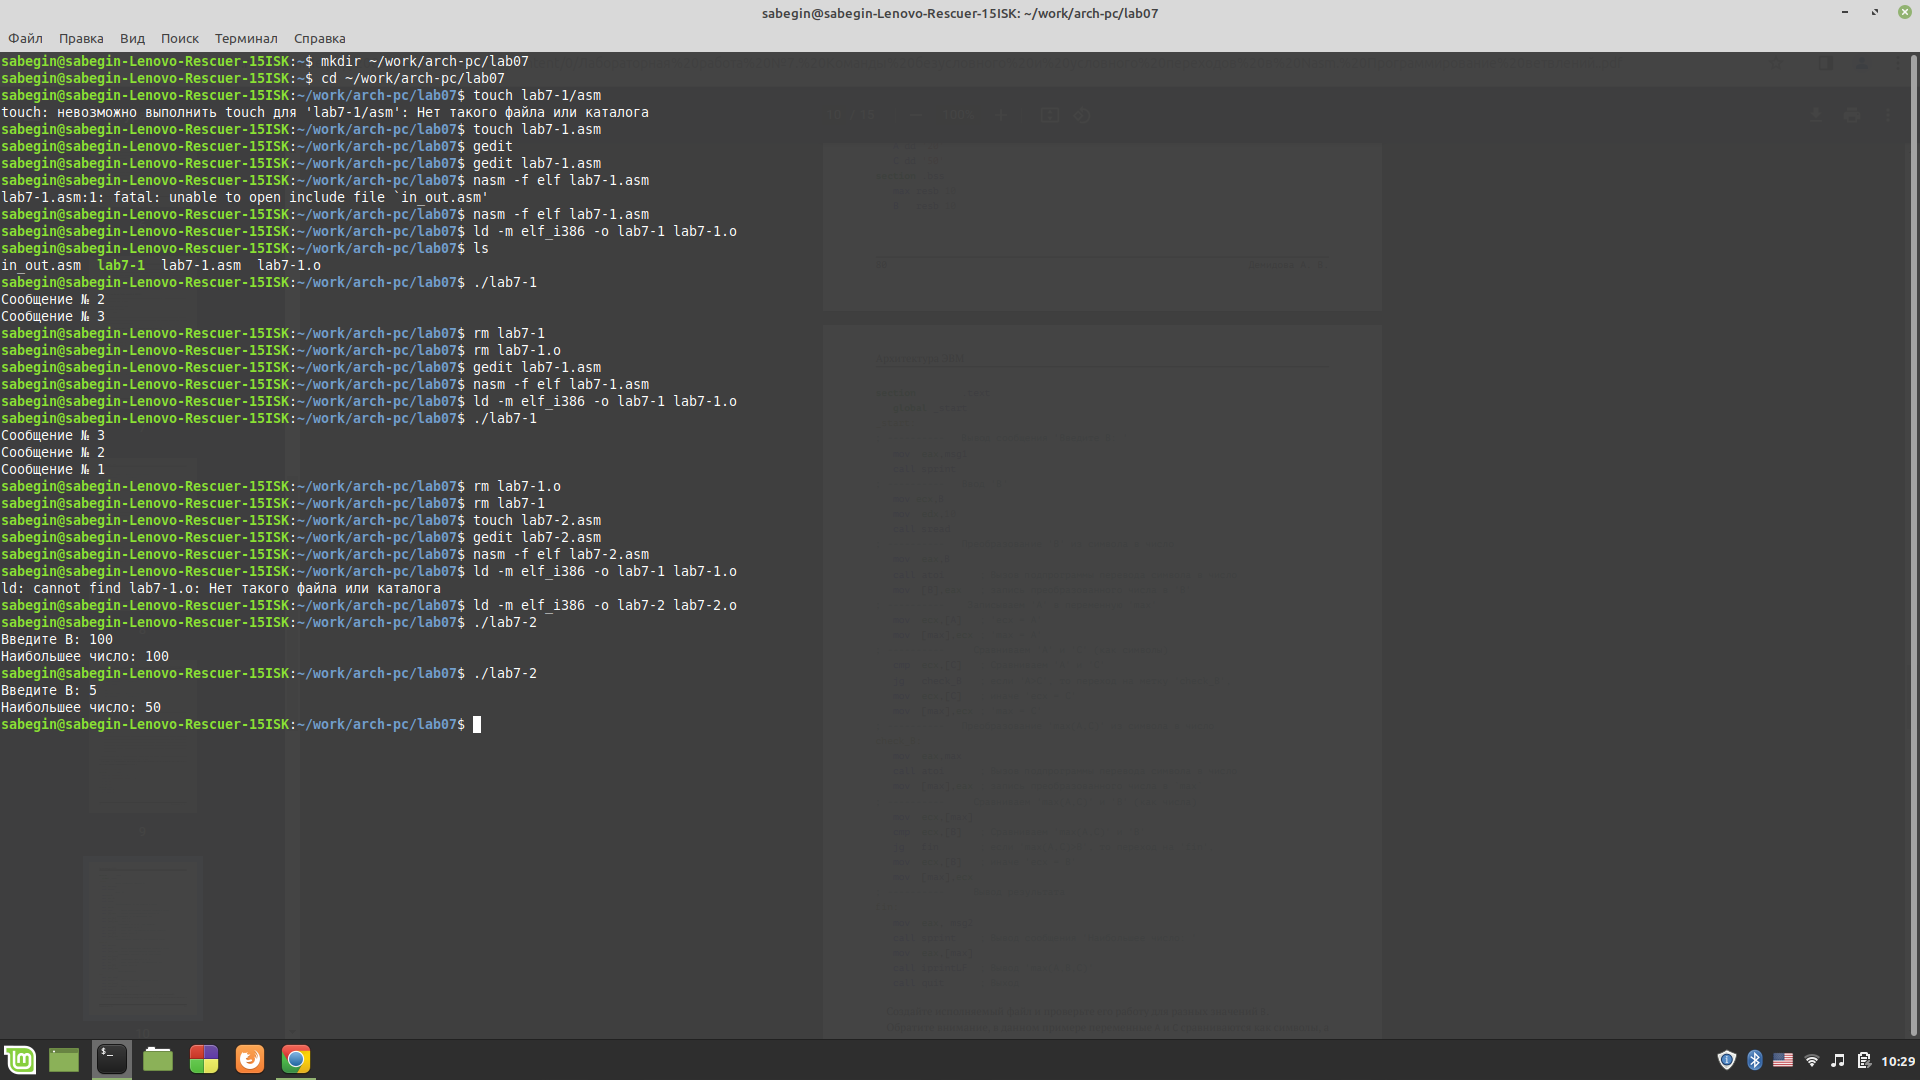 sabegin@sabegin-Lenovo-Rescuer-15ISK: ~/work/arch-pc/lab07
Файл Правка Вид Поиск Терминал Справка
sabegin@sabegin-Lenovo-Rescuer-15ISK:~$ mkdir ~/work/arch-pc/lab07
sabegin@sabegin-Lenovo-Rescuer-15ISK:~$ cd ~/work/arch-pc/lab07
sabegin@sabegin-Lenovo-Rescuer-15ISK:~/work/arch-pc/lab07$ touch lab7-1/asm
touch: невозможно выполнить touch для 'lab7-1/asm': Нет такого файла или каталога
sabegin@sabegin-Lenovo-Rescuer-15ISK:~/work/arch-pc/lab07$ touch lab7-1.asm
sabegin@sabegin-Lenovo-Rescuer-15ISK:~/work/arch-pc/lab07$ gedit
sabegin@sabegin-Lenovo-Rescuer-15ISK:~/work/arch-pc/lab07$ gedit lab7-1.asm
sabegin@sabegin-Lenovo-Rescuer-15ISK:~/work/arch-pc/lab07$ nasm -f elf lab7-1.asm
lab7-1.asm:1: fatal: unable to open include file `in_out.asm'
sabegin@sabegin-Lenovo-Rescuer-15ISK:~/work/arch-pc/lab07$ nasm -f elf lab7-1.asm
sabegin@sabegin-Lenovo-Rescuer-15ISK:~/work/arch-pc/lab07$ ld -m elf_i386 -o lab7-1 lab7-1.o
sabegin@sabegin-Lenovo-Rescuer-15ISK:~/work/arch-pc/lab07$ ls
in_out.asm lab7-1 lab7-1.asm lab7-1.o
sabegin@sabegin-Lenovo-Rescuer-15ISK:~/work/arch-pc/lab07$ ./lab7-1
Сообщение № 2
Сообщение № 3
sabegin@sabegin-Lenovo-Rescuer-15ISK:~/work/arch-pc/lab07$ rm lab7-1
sabegin@sabegin-Lenovo-Rescuer-15ISK:~/work/arch-pc/lab07$ rm lab7-1.o
sabegin@sabegin-Lenovo-Rescuer-15ISK:~/work/arch-pc/lab07$ gedit lab7-1.asm
sabegin@sabegin-Lenovo-Rescuer-15ISK:~/work/arch-pc/lab07$ nasm -f elf lab7-1.asm
sabegin@sabegin-Lenovo-Rescuer-15ISK:~/work/arch-pc/lab07$ ld -m elf_i386 -o lab7-1 lab7-1.o
sabegin@sabegin-Lenovo-Rescuer-15ISK:~/work/arch-pc/lab07$ ./lab7-1
Сообщение № 3
Сообщение № 2
Сообщение № 1
sabegin@sabegin-Lenovo-Rescuer-15ISK:~/work/arch-pc/lab07$ rm lab7-1.o
sabegin@sabegin-Lenovo-Rescuer-15ISK:~/work/arch-pc/lab07$ rm lab7-1
sabegin@sabegin-Lenovo-Rescuer-15ISK:~/work/arch-pc/lab07$ touch lab7-2.asm
sabegin@sabegin-Lenovo-Rescuer-15ISK:~/work/arch-pc/lab07$ gedit lab7-2.asm
sabegin@sabegin-Lenovo-Rescuer-15ISK:~/work/arch-pc/lab07$ nasm -f elf lab7-2.asm
sabegin@sabegin-Lenovo-Rescuer-15ISK:~/work/arch-pc/lab07$ ld -m elf_i386 -o lab7-1 lab7-1.o
ld: cannot find lab7-1.o: Нет такого файла или каталога
sabegin@sabegin-Lenovo-Rescuer-15ISK:~/work/arch-pc/lab07$ ld -m elf_i386 -o lab7-2 lab7-2.o
sabegin@sabegin-Lenovo-Rescuer-15ISK:~/work/arch-pc/lab07$ ./lab7-2
Введите B: 100
Наибольшее число: 100
sabegin@sabegin-Lenovo-Rescuer-15ISK:~/work/arch-pc/lab07$ ./lab7-2
Введите B: 5
Наибольшее число: 50
sabegin@sabegin-Lenovo-Rescuer-15ISK:~/work/arch-pc/lab07$
10:29